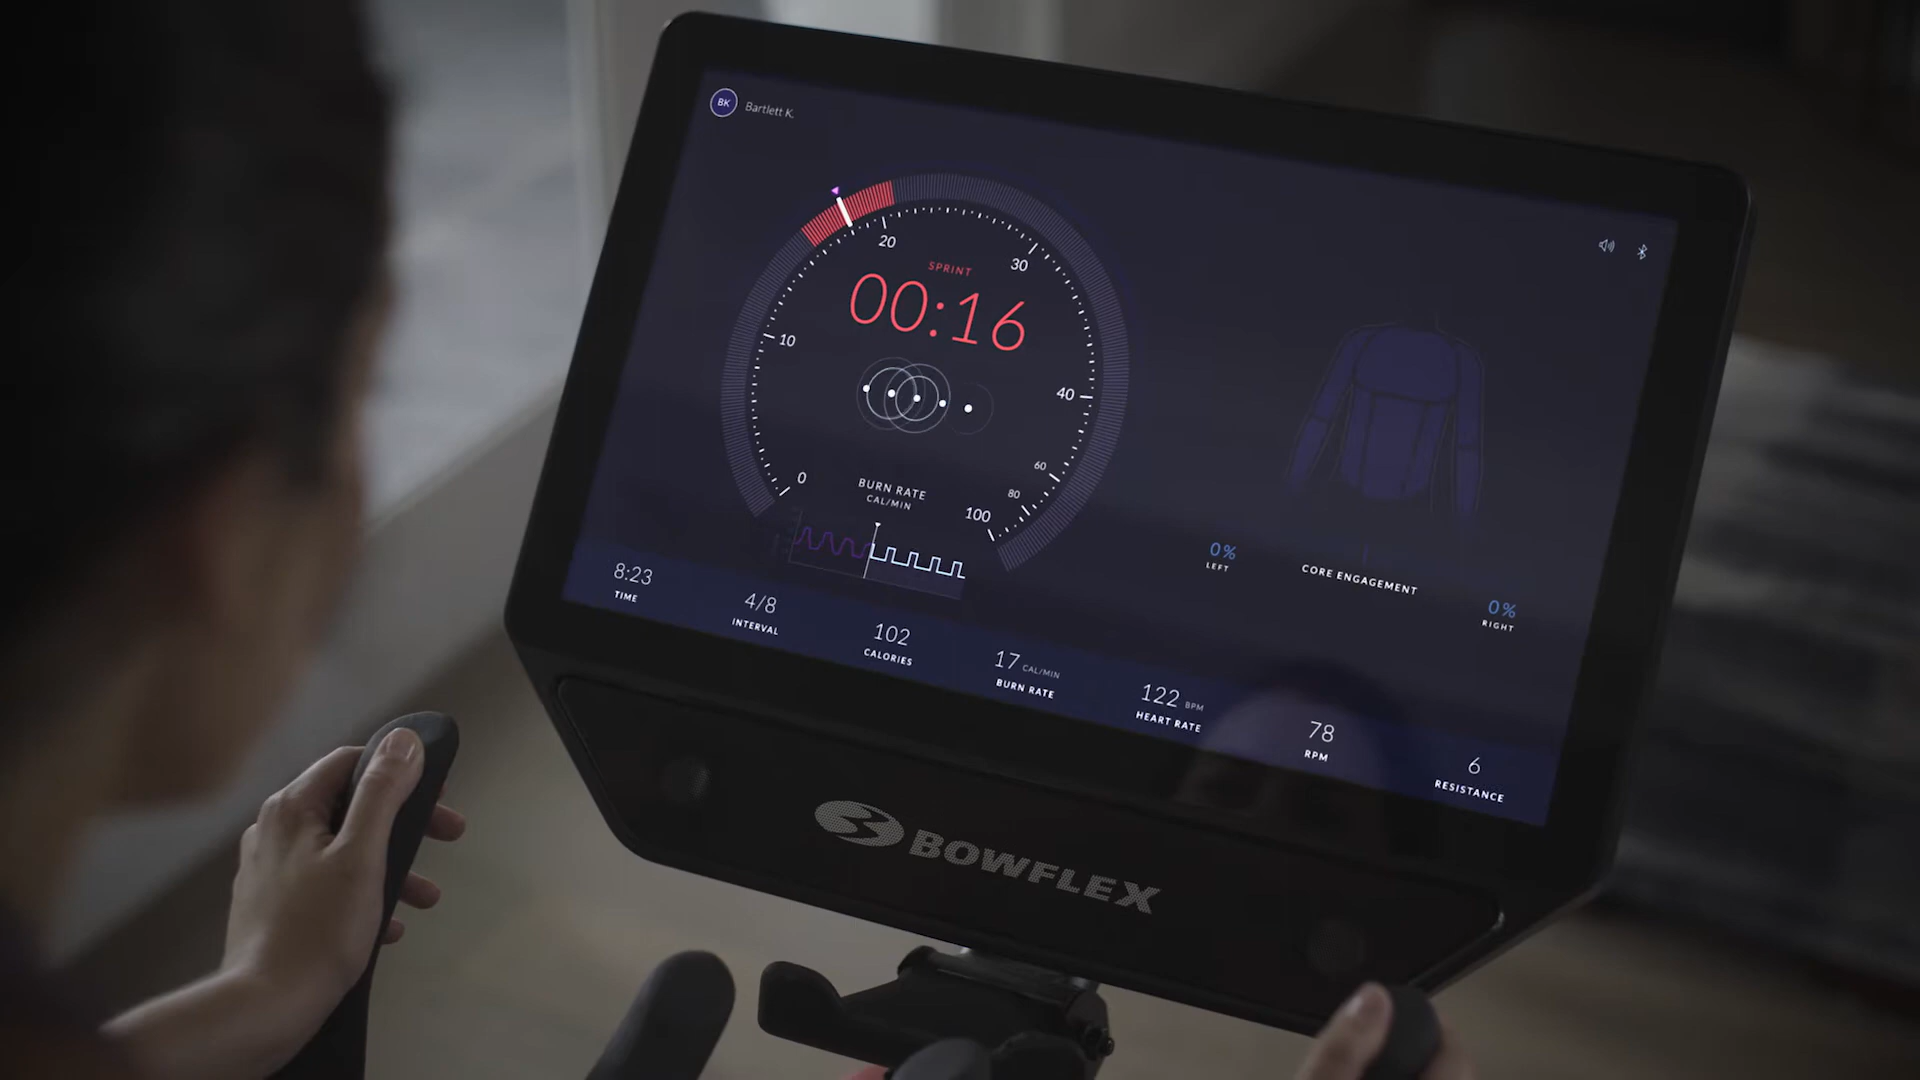 BK Bartlett K.
20
30
10
40
0
60
80
100
SPRINT
00:16
BURN RATE
CAL/MIN
0%
LEFT
CORE ENGAGEMENT
0%
RIGHT
8:23
TIME
4/8
INTERVAL
102
CALORIES
17 CAL/MIN
BURN RATE
122 BPM
HEART RATE
78
RPM
6
RESISTANCE
BOWFLEX